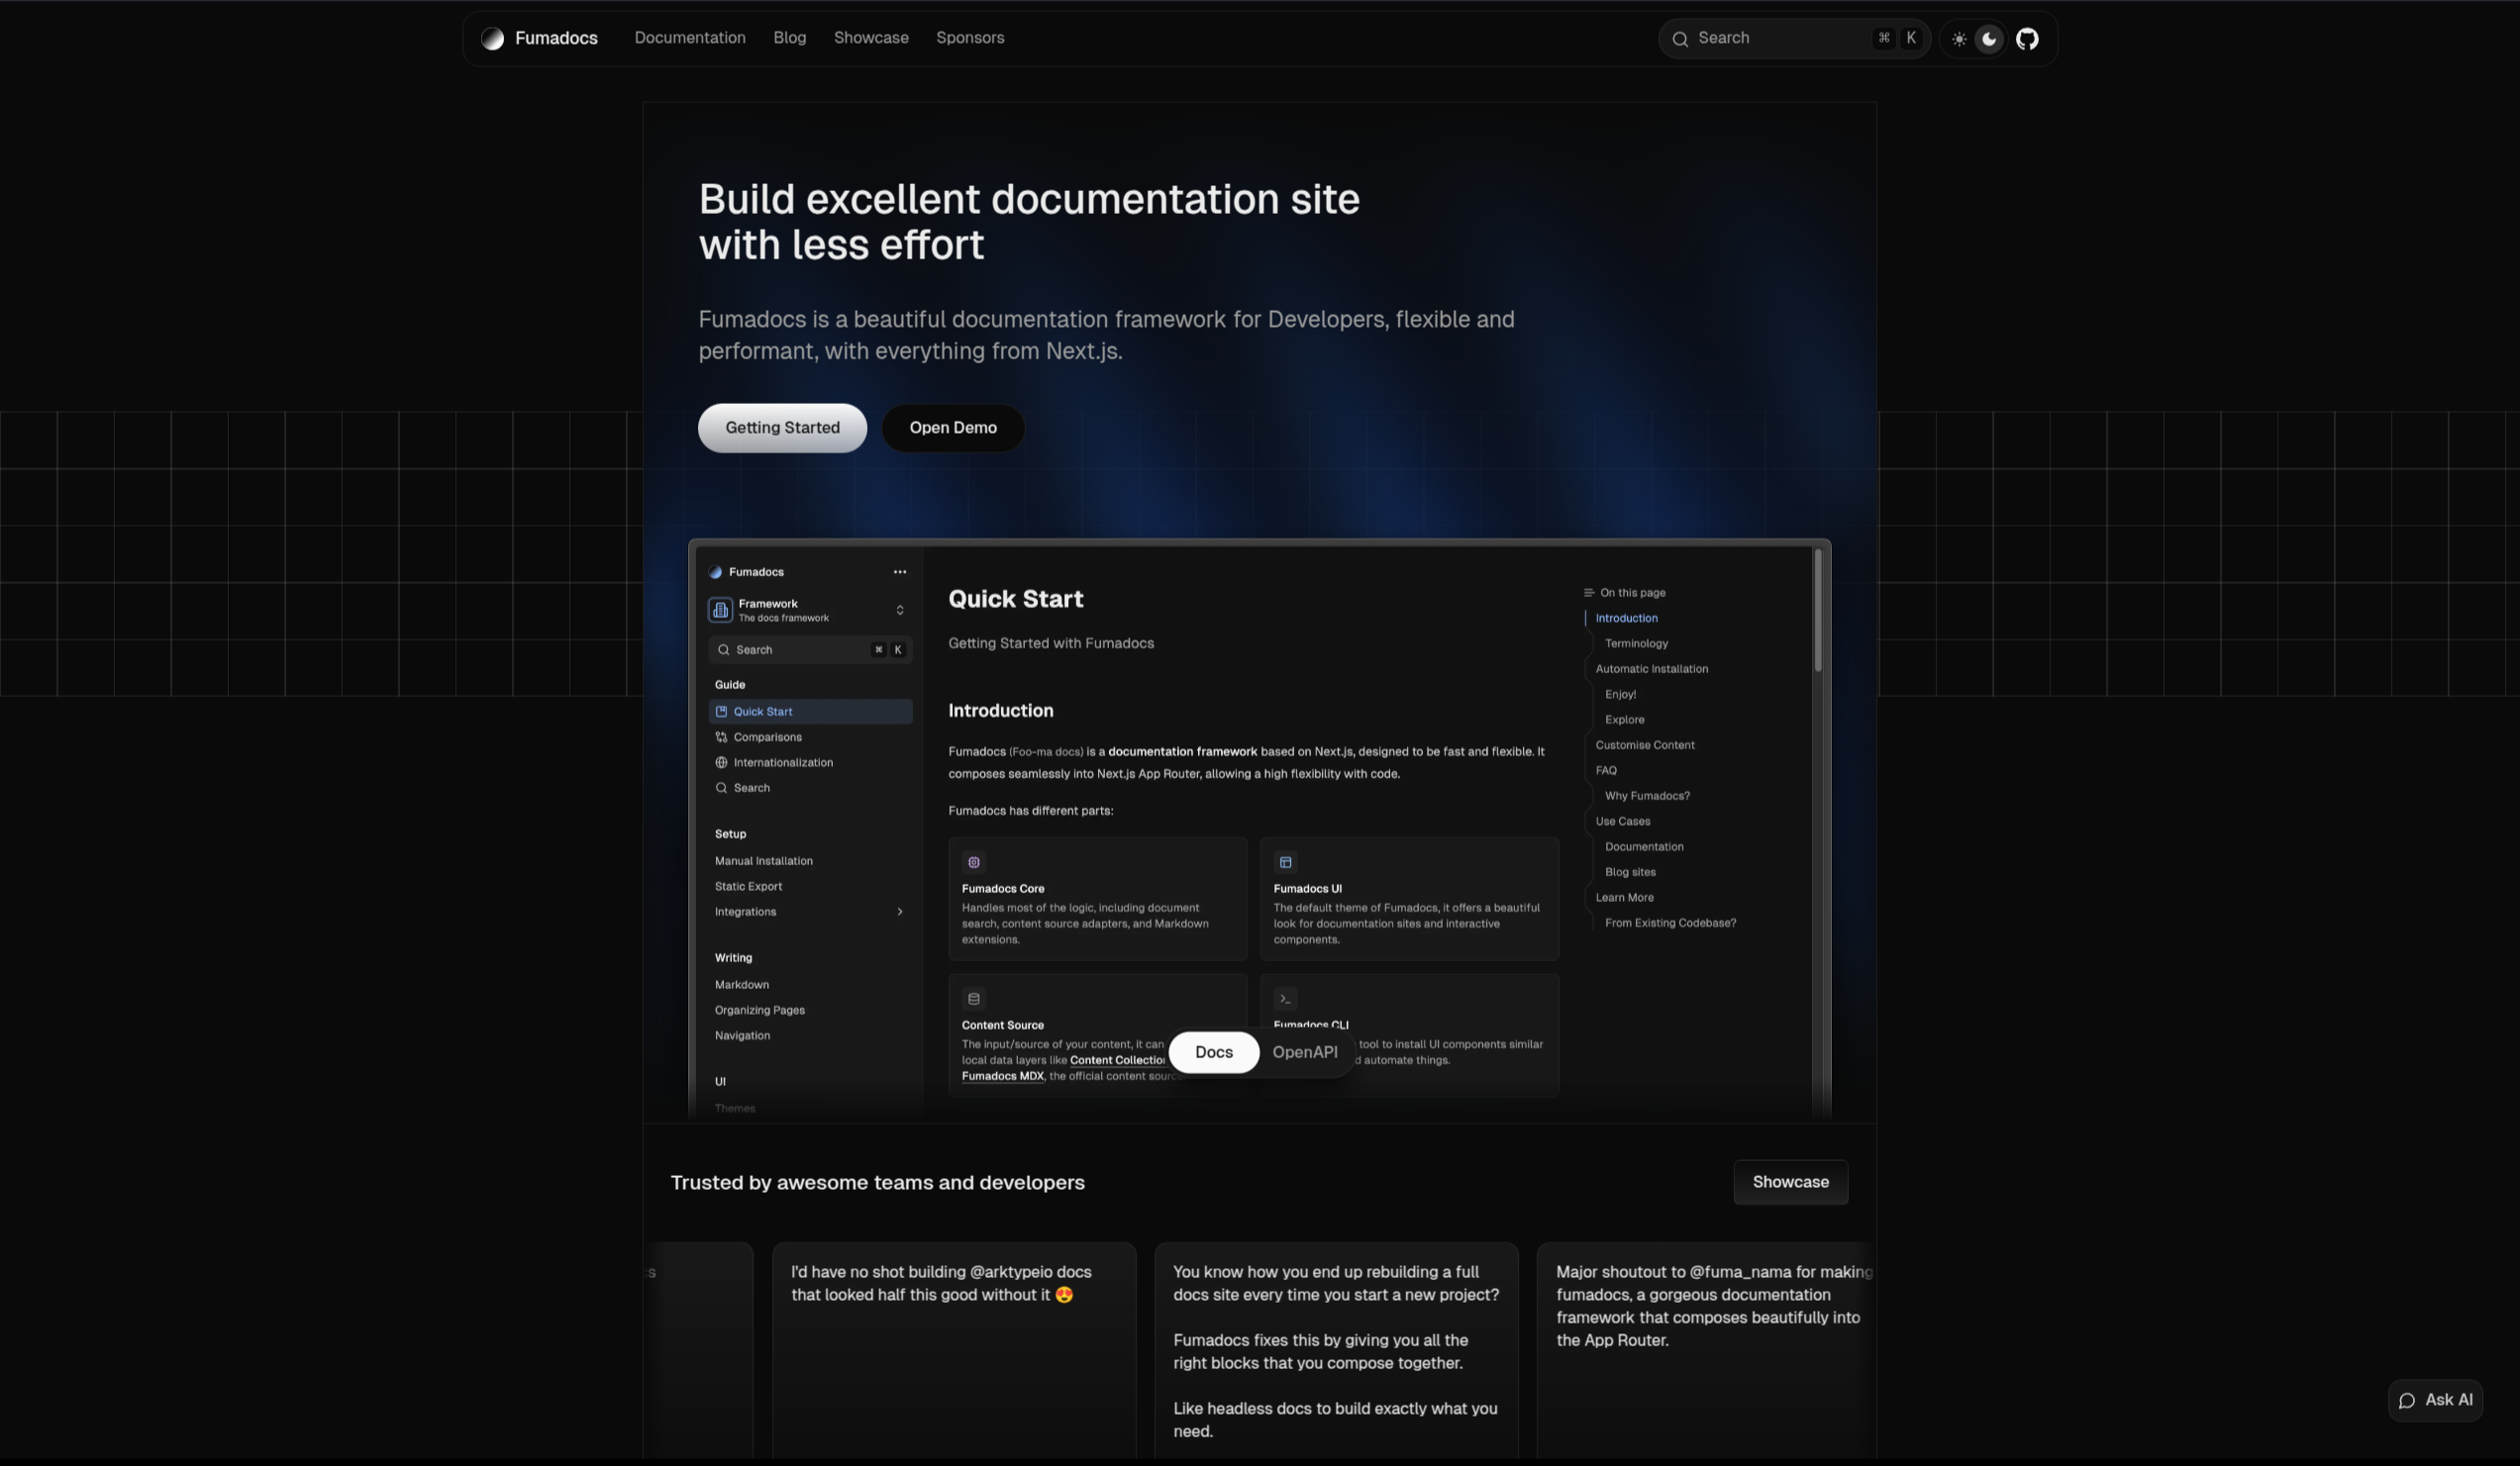 Fumadocs
Documentation
Blog
Showcase
Sponsors
Search
⌘ K
Build excellent documentation site
with less effort
Fumadocs is a beautiful documentation framework for Developers, flexible and
performant, with everything from Next.js.
Getting Started
Open Demo
Fumadocs
Framework
The docs framework
Search
⌘ K
Guide
Quick Start
Comparisons
Internationalization
Search
Setup
Manual Installation
Static Export
Integrations
Writing
Markdown
Organizing Pages
Navigation
UI
Themes
Quick Start
Getting Started with Fumadocs
Introduction
Fumadocs (Foo-ma docs) is a documentation framework based on Next.js, designed to be fast and flexible. It
composes seamlessly into Next.js App Router, allowing a high flexibility with code.
Fumadocs has different parts:
Fumadocs Core
Handles most of the logic, including document
search, content source adapters, and Markdown
extensions.
Fumadocs UI
The default theme of Fumadocs, it offers a beautiful
look for documentation sites and interactive
components.
Content Source
The input/source of your content, it can
local data layers like Content Collection
Fumadocs MDX, the official content source
Fumadocs CLI
tool to install UI components similar
d automate things.
On this page
Introduction
Terminology
Automatic Installation
Enjoy!
Explore
Customise Content
FAQ
Why Fumadocs?
Use Cases
Documentation
Blog sites
Learn More
From Existing Codebase?
Docs
OpenAPI
Trusted by awesome teams and developers
Showcase
I'd have no shot building @arktypeio docs
that looked half this good without it 😍
You know how you end up rebuilding a full
docs site every time you start a new project?
Fumadocs fixes this by giving you all the
right blocks that you compose together.
Like headless docs to build exactly what you
need.
Major shoutout to @fuma_nama for making
fumadocs, a gorgeous documentation
framework that composes beautifully into
the App Router.
Ask AI